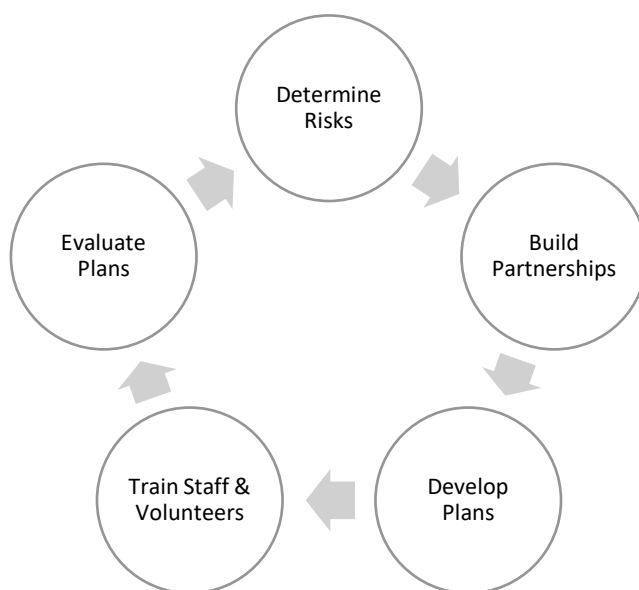 Determine
Risks
Build
Partnerships
Develop
Plans
Train Staff &
Volunteers
Evaluate
Plans